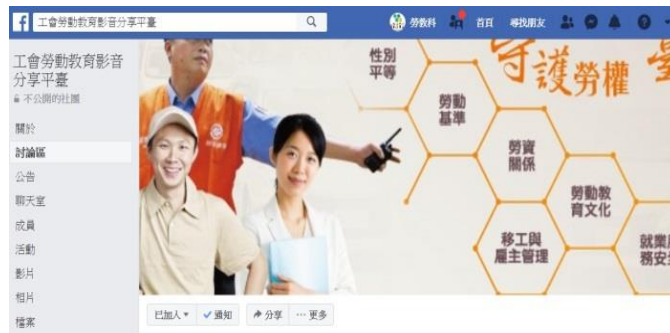 工會勞動教育影音分享平臺
勞教科
首頁
尋找朋友
工會勞動教育影音
分享平臺
不公開的社團
關於
討論區
公告
聊天室
成員
活動
影片
相片
檔案
性別
平等
守護勞權
勞動
基準
勞資
關係
勞動教
育文化
移工與
雇主管理
就業
務安
已加入
通知
分享
更多